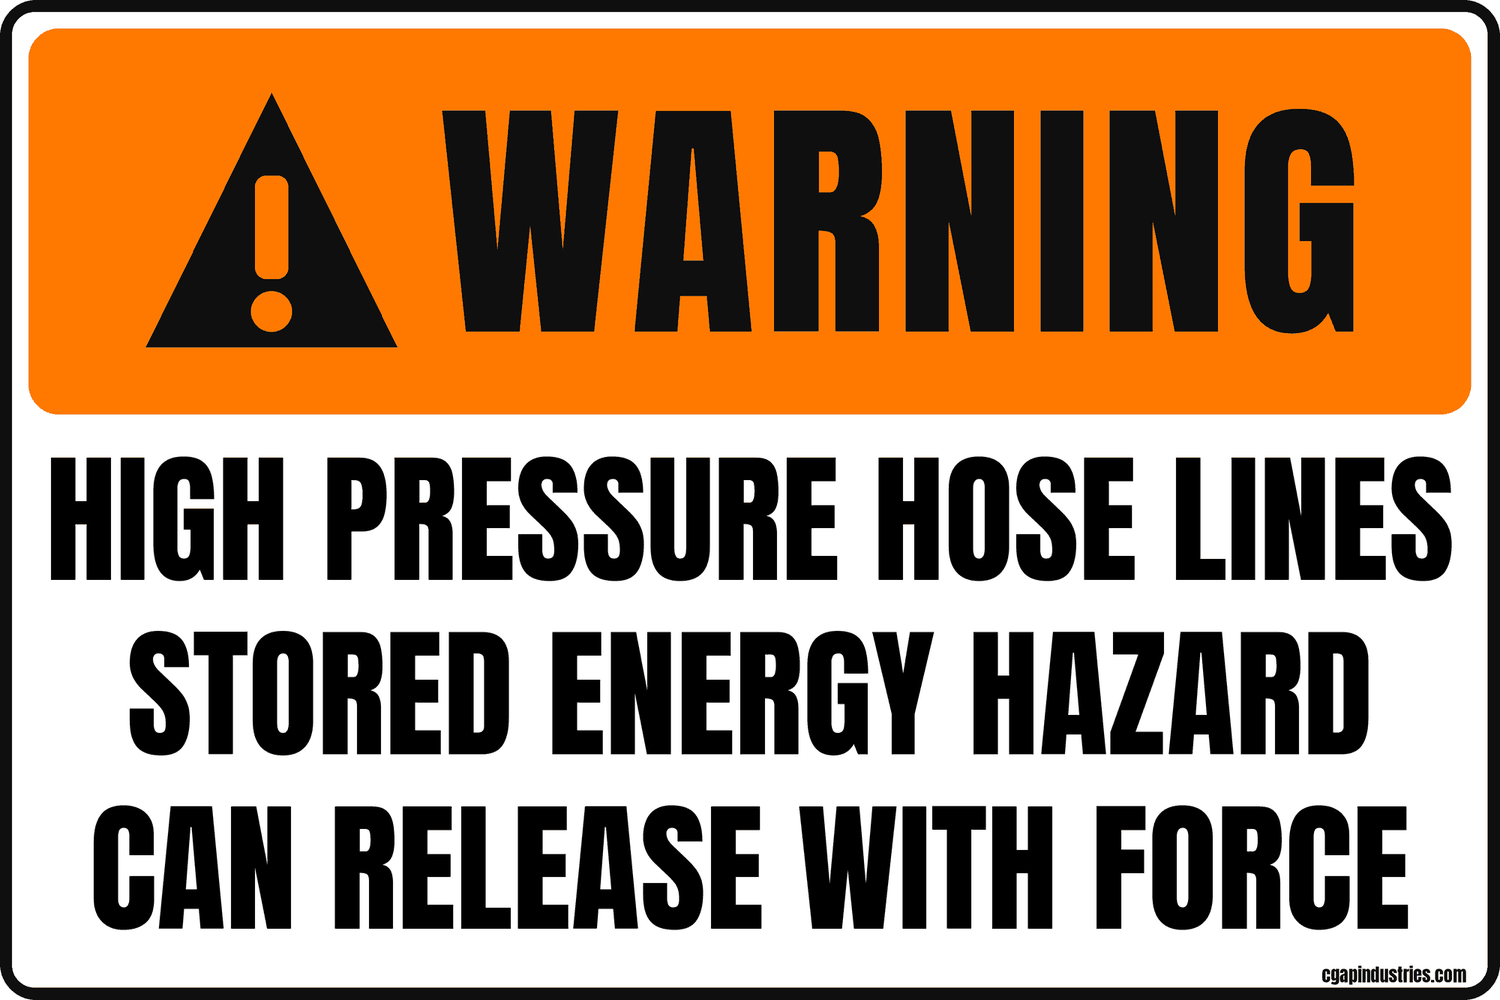 WARNING
HIGH PRESSURE HOSE LINES
STORED ENERGY HAZARD
CAN RELEASE WITH FORCE
cgapindustries.com